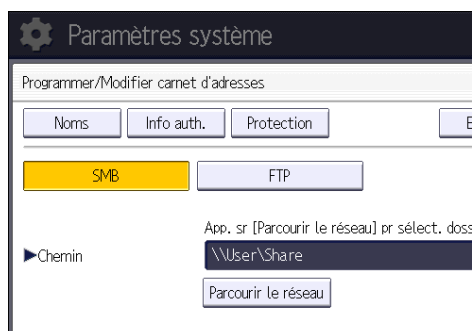 Paramètres système
Programmer/Modifier carnet d'adresses
Noms Info auth. Protection
SMB FTP
App. sr [Parcourir le réseau] pr sélect.
Chemin \\User\Share
Parcourir le réseau